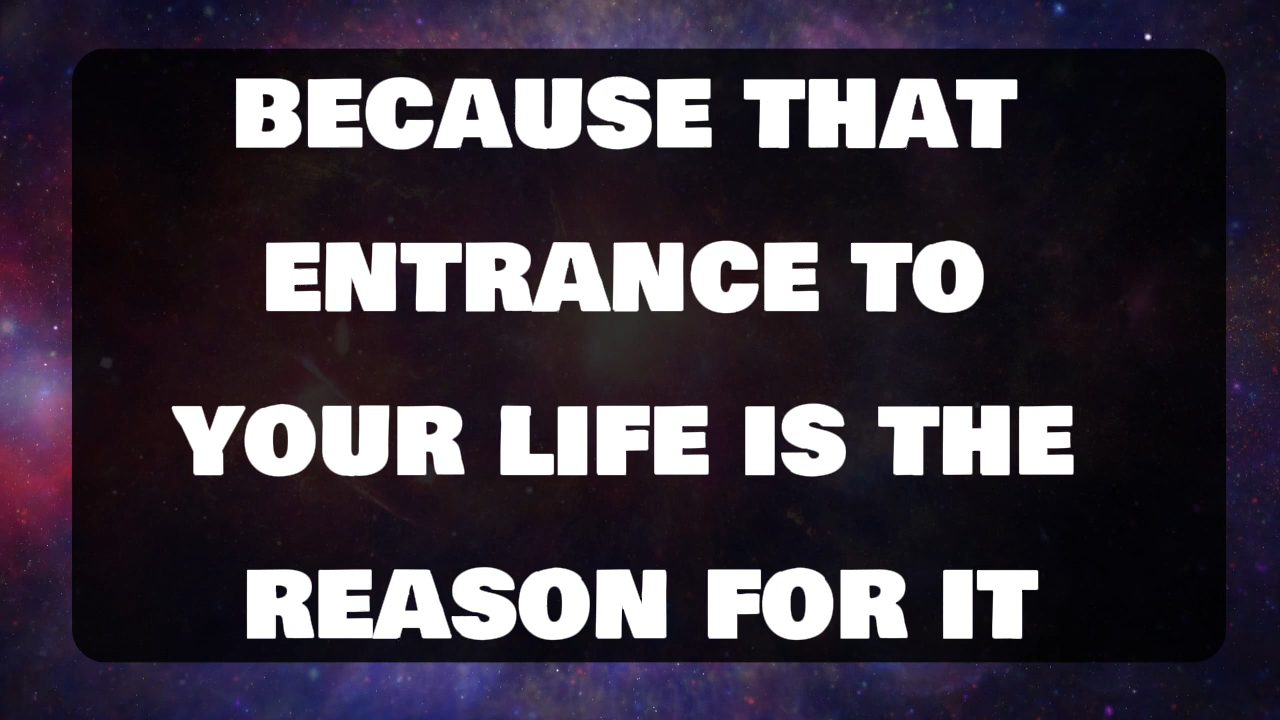 BECAUSE THAT
ENTRANCE TO
YOUR LIFE IS THE
REASON FOR IT